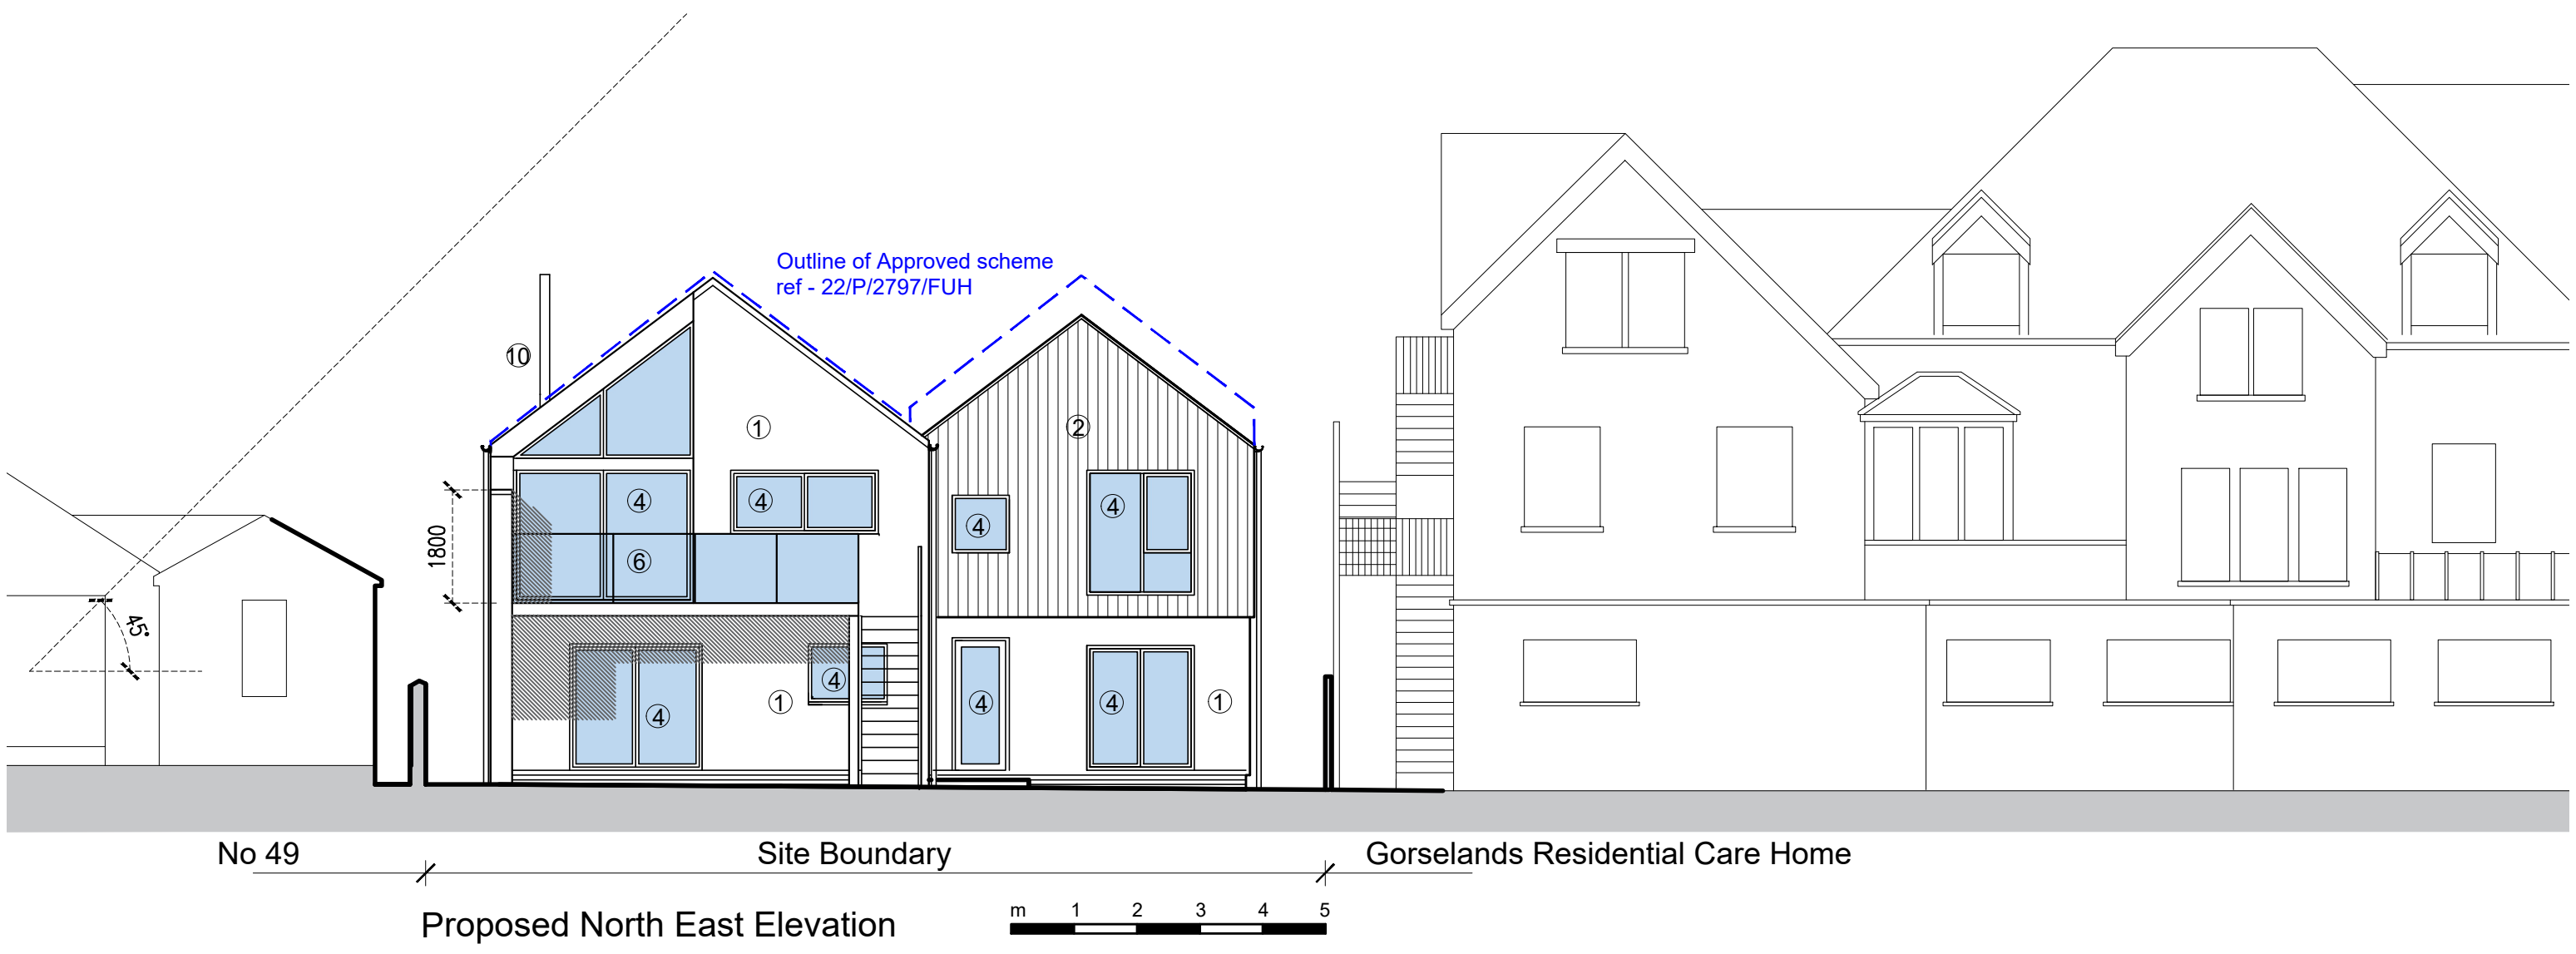 Outline of Approved scheme
ref - 22/P/2797/FUH
10
1
2
4
4
4
4
1800
6
45°
4
4
1
4
4
1
No 49
Site Boundary
Gorselands Residential Care Home
Proposed North East Elevation
m 1 2 3 4 5